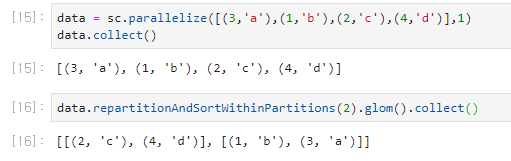 [15]: data = sc.parallelize([(3,'a'),(1,'b'),(2,'c'),(4,'d')],1)
data.collect()
[15]: [(3, 'a'), (1, 'b'), (2, 'c'), (4, 'd')]
[16]: data.repartitionAndSortWithinPartitions(2).glom().collect()
[16]: [[(2, 'c'), (4, 'd')], [(1, 'b'), (3, 'a')]]